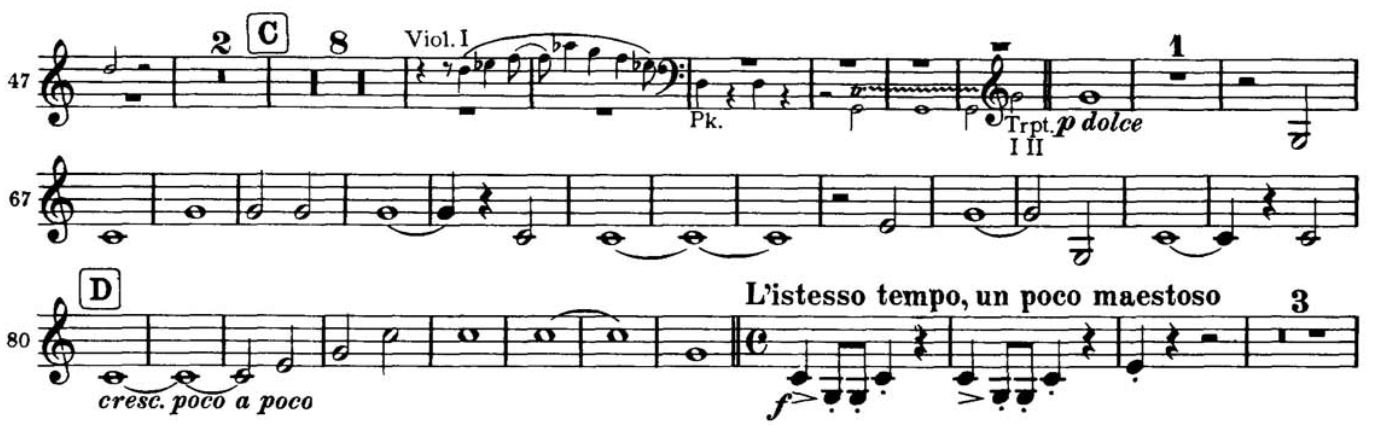 2 C 8 Viol. I 1
47
Pk. Trpt. p dolce
I II
67
D L'istesso tempo, un poco maestoso 3
80
cresc. poco a poco f